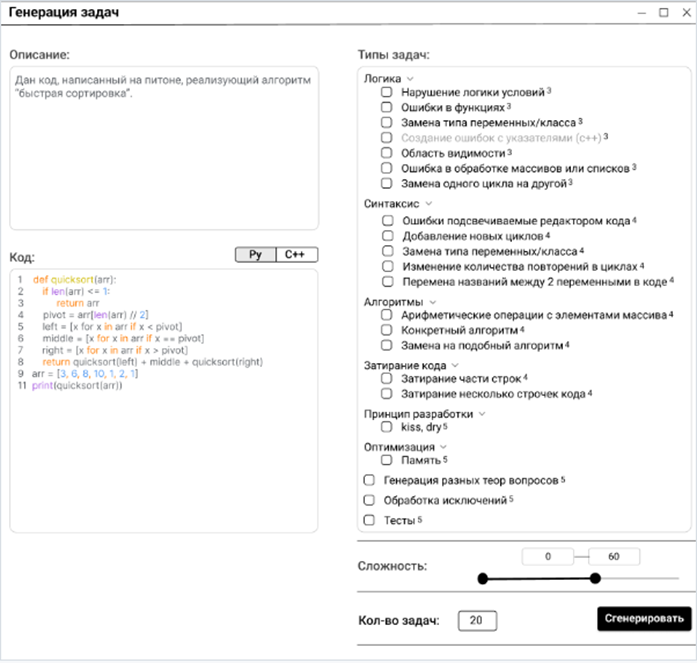 Генерация задач
Описание:
Дан код, написанный на питоне, реализующий алгоритм
"быстрая сортировка".
Код:
Py
C++
1 def quicksort(arr):
2 if len(arr) <= 1:
3 return arr
4 pivot = arr[len(arr) // 2]
5 left = [x for x in arr if x < pivot]
6 middle = [x for x in arr if x == pivot]
7 right = [x for x in arr if x > pivot]
8 return quicksort(left) + middle + quicksort(right)
9 arr = [3, 6, 8, 10, 1, 2, 1]
11 print(quicksort(arr))
Типы задач:
Логика
Нарушение логики условий 3
Ошибки в функциях 3
Замена типа переменных/класса 3
Создание ошибок с указателями (с++) 3
Область видимости 3
Ошибка в обработке массивов или списков 3
Замена одного цикла на другой 3
Синтаксис
Ошибки подсвечиваемые редактором кода 4
Добавление новых циклов 4
Замена типа переменных/класса 4
Изменение количества повторений в циклах 4
Перемена названий между 2 переменными в коде 4
Алгоритмы
Арифметические операции с элементами массива 4
Конкретный алгоритм 4
Замена на подобный алгоритм 4
Затирание кода
Затирание части строк 4
Затирание несколько строчек кода 4
Принцип разработки
kiss, dry 5
Оптимизация
Память 5
Генерация разных теор вопросов 5
Обработка исключений 5
Тесты 5
Сложность:
0
60
Кол-во задач:
20
Сгенерировать